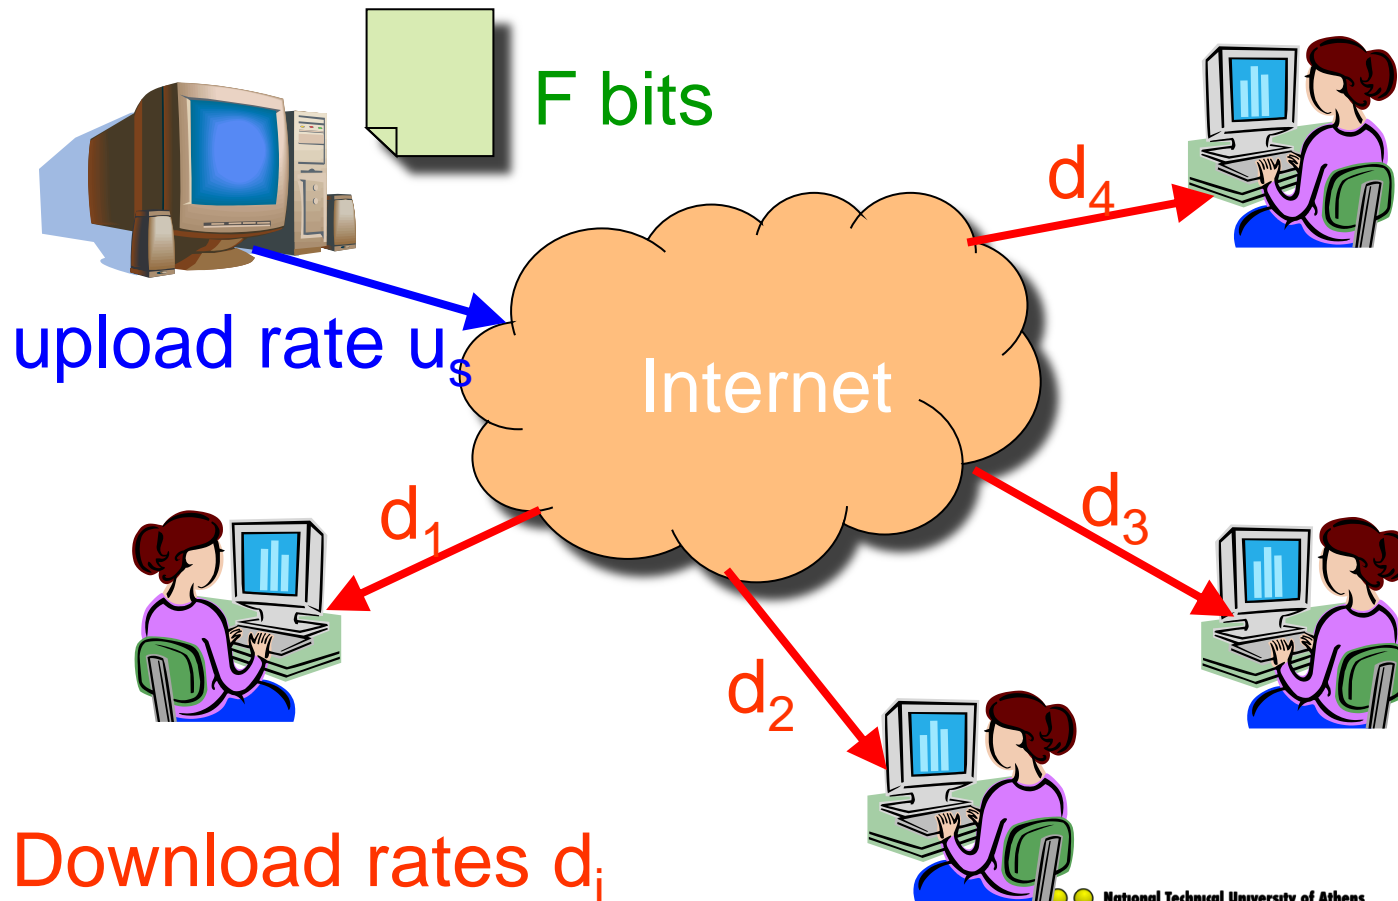 F bits
d₄
upload rate uₛ
Internet
d₁
d₃
d₂
Download rates dᵢ
National Technical University of Athens